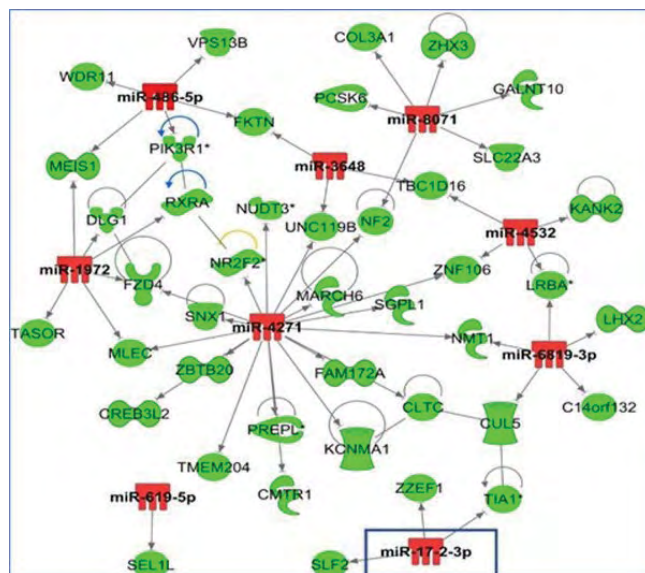 VPS13B
COL3A1
ZHX3
WDR11
miR-486-5p
PCSK6
GALNT10
FKTN
miR-8071
PIK3R1*
SLC22A3
MEIS1
miR-3648
TBC1D16
RXRA
KANK2
DLG1
NUDT3*
UNC119B
NF2
miR-4532
miR-1972
NR2F2*
ZNF106
FZD4
MARCH6
LRBA*
SNX1
SGPL1
miR-4271
TASOR
MLEC
NMT1
LHX2
miR-6819-3p
ZBTB20
FAM172A
CREB3L2
CLTC
C14orf132
PREPL*
CUL5
KCNMA1
TMEM204
miR-619-5p
CMTR1
ZZEF1
TIA1*
miR-17-2-3p
SEL1L
SLF2